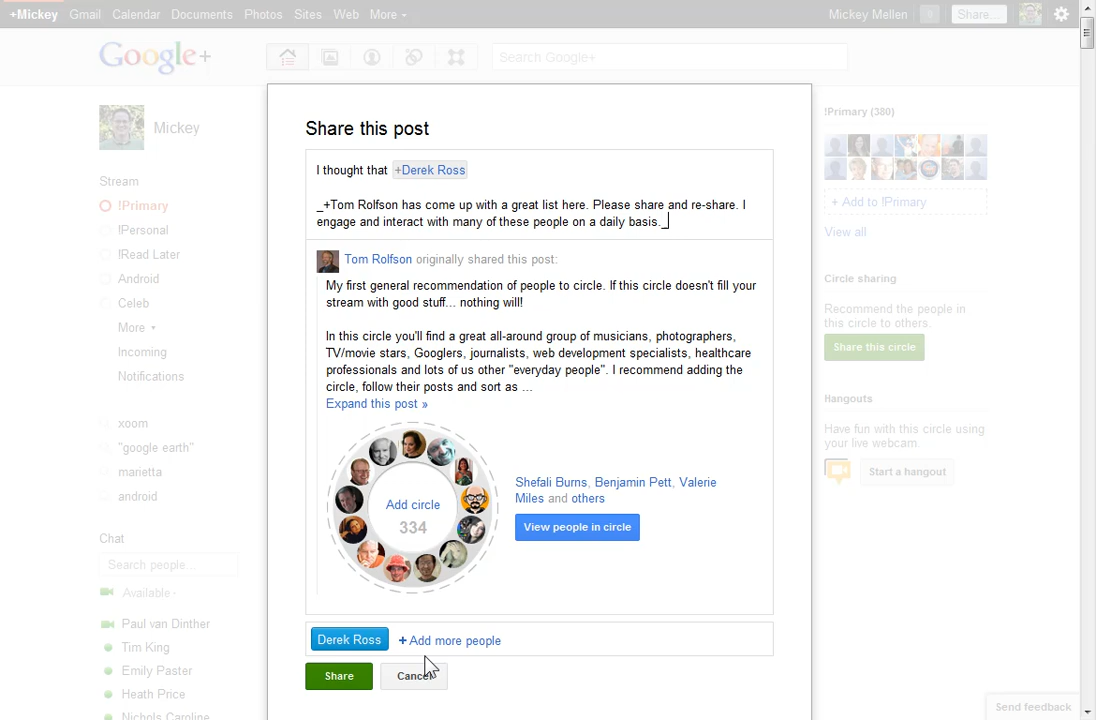 +Mickey Gmail Calendar Documents Photos Sites Web More
Mickey Mellen
Share...
Google+
Search Google+
Mickey
Stream
!Primary
!Personal
!Read Later
Android
Celeb
More
Incoming
Notifications
xoom
"google earth"
marietta
android
Chat
Search people...
Available
Paul van Dinther
Tim King
Emily Paster
Heath Price
Nichols Caroline
Share this post
I thought that +Derek Ross
_+Tom Rolfson has come up with a great list here. Please share and re-share. I
engage and interact with many of these people on a daily basis._
Tom Rolfson originally shared this post:
My first general recommendation of people to circle. If this circle doesn't fill your
stream with good stuff... nothing will!
In this circle you'll find a great all-around group of musicians, photographers,
TV/movie stars, Googlers, journalists, web development specialists, healthcare
professionals and lots of us other "everyday people". I recommend adding the
circle, follow their posts and sort as ...
Expand this post »
Add circle
334
Shefali Burns, Benjamin Pett, Valerie
Miles and others
View people in circle
Derek Ross + Add more people
Share Cancel
!Primary (380)
+ Add to !Primary
View all
Circle sharing
Recommend the people in
this circle to others.
Share this circle
Hangouts
Have fun with this circle using
your live webcam.
Start a hangout
Send feedback